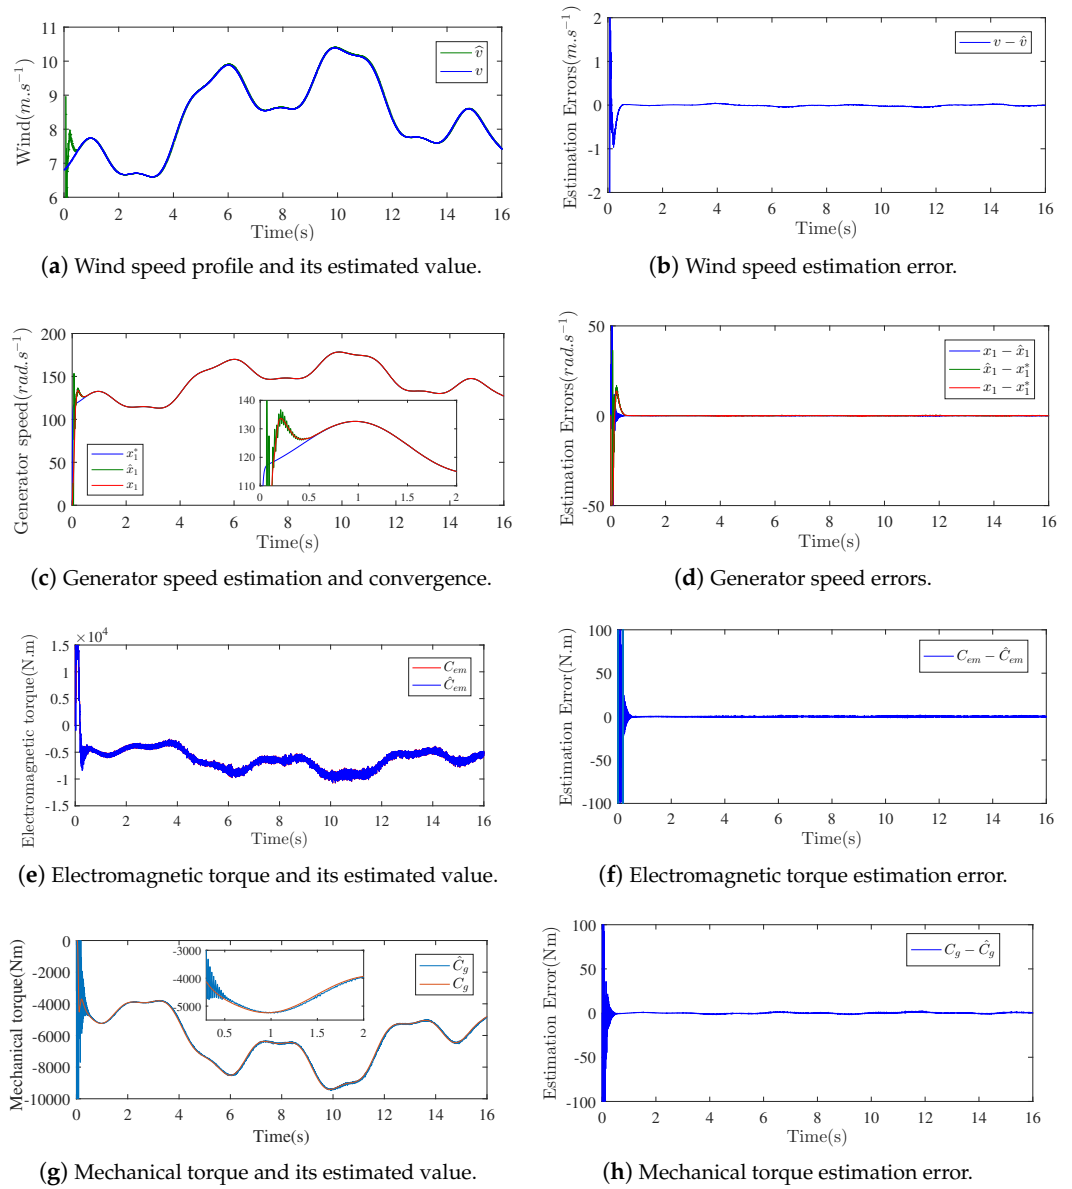 11
10
9
8
7
6
Wind(m.s⁻¹)
v̂
v
0 2 4 6 8 10 12 14 16
Time(s)
(a) Wind speed profile and its estimated value.
2
1
0
-1
-2
Estimation Errors(m.s⁻¹)
v − v̂
0 2 4 6 8 10 12 14 16
Time(s)
(b) Wind speed estimation error.
200
150
100
50
0
Generator speed(rad.s⁻¹)
x₁*
x̂₁
x₁
140
130
120
110
0 0.5 1 1.5 2
0 2 4 6 8 10 12 14 16
Time(s)
(c) Generator speed estimation and convergence.
50
0
-50
Estimation Errors(rad.s⁻¹)
x₁ − x̂₁
x̂₁ − x₁*
x₁ − x₁*
0 2 4 6 8 10 12 14 16
Time(s)
(d) Generator speed errors.
×10⁴
1.5
1
0.5
0
-0.5
-1
-1.5
Electromagnetic torque(N.m)
Cₑₘ
Ĉₑₘ
0 2 4 6 8 10 12 14 16
Time(s)
(e) Electromagnetic torque and its estimated value.
100
50
0
-50
-100
Estimation Error(N.m)
Cₑₘ − Ĉₑₘ
0 2 4 6 8 10 12 14 16
Time(s)
(f) Electromagnetic torque estimation error.
0
-2000
-4000
-6000
-8000
-10000
Mechanical torque(Nm)
-3000
-4000
-5000
0.5 1 1.5 2
Ĉg
Cg
0 2 4 6 8 10 12 14 16
Time(s)
(g) Mechanical torque and its estimated value.
100
50
0
-50
-100
Estimation Error(Nm)
Cg − Ĉg
0 2 4 6 8 10 12 14 16
Time(s)
(h) Mechanical torque estimation error.